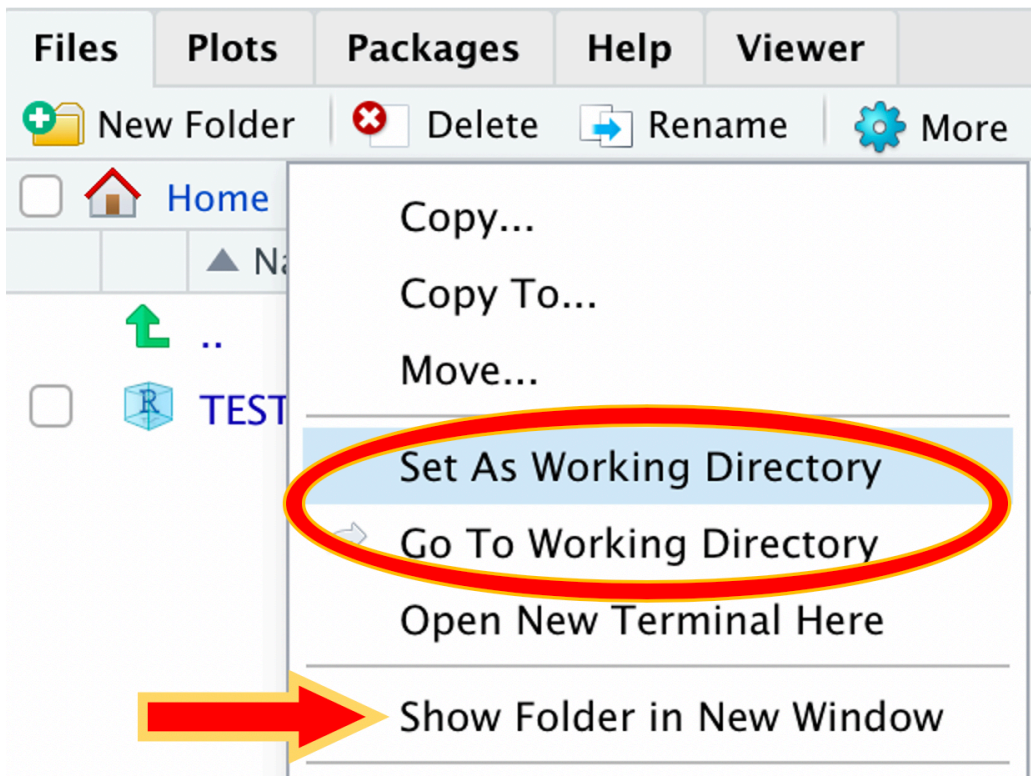 Files Plots Packages Help Viewer
New Folder Delete Rename More
Home
Copy...
Copy To...
Move...
..
R TEST
Set As Working Directory
Go To Working Directory
Open New Terminal Here
Show Folder in New Window